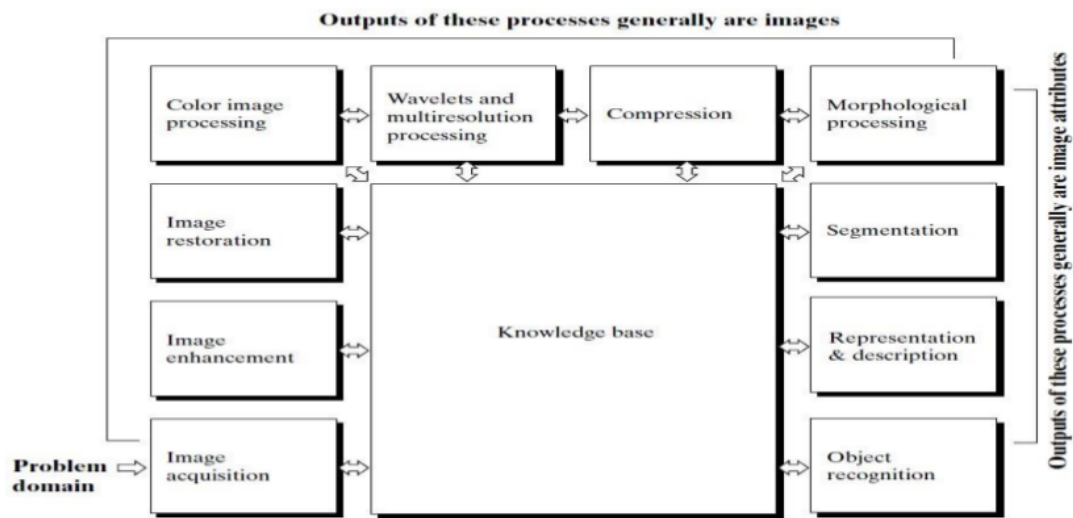 Outputs of these processes generally are images
Color image
processing
Wavelets and
multiresolution
processing
Compression
Morphological
processing
Image
restoration
Segmentation
Image
enhancement
Knowledge base
Representation
& description
Problem
domain
Image
acquisition
Object
recognition
Outputs of these processes generally are image attributes